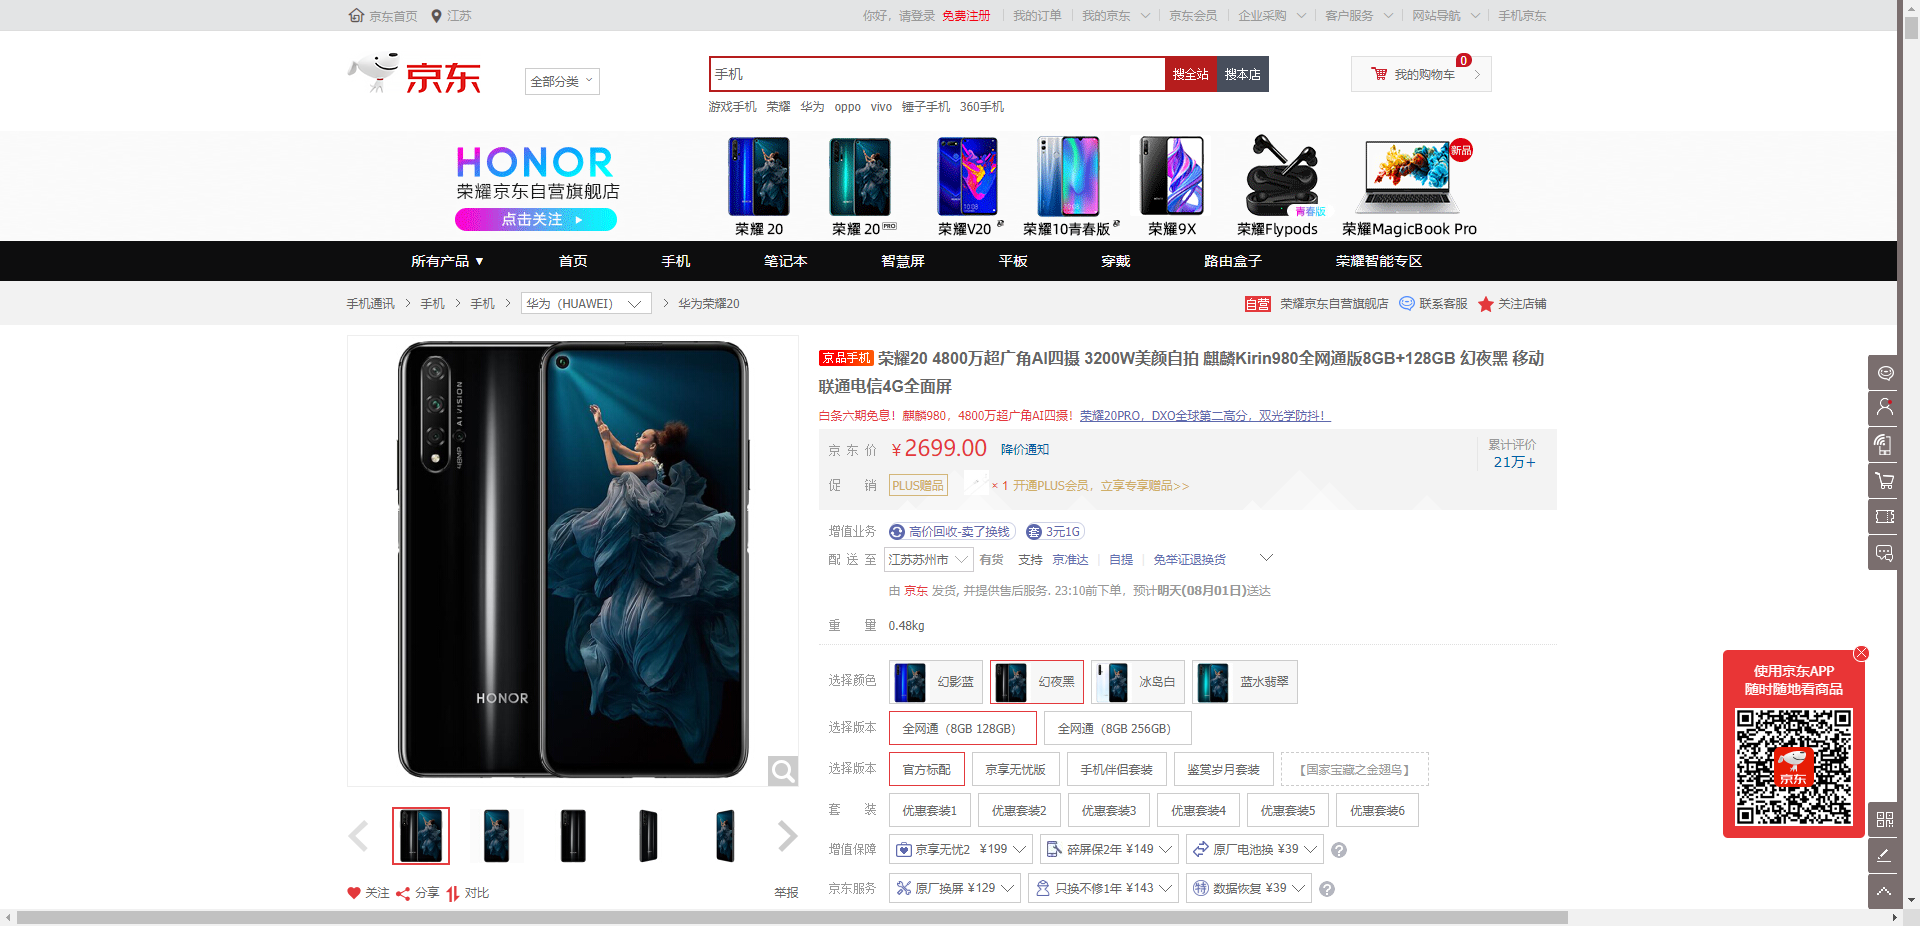 京东首页 江苏
你好，请登录 免费注册 我的订单 我的京东 京东会员 企业采购 客户服务 网站导航 手机京东
京东
全部分类
手机 搜全站 搜本店
我的购物车 0
游戏手机 荣耀 华为 oppo vivo 锤子手机 360手机
HONOR
荣耀京东自营旗舰店
点击关注
新品
青春版
荣耀 20 荣耀 20 PRO 荣耀V20 荣耀10青春版 荣耀9X 荣耀Flypods 荣耀MagicBook Pro
所有产品 首页 手机 笔记本 智慧屏 平板 穿戴 路由盒子 荣耀智能专区
手机通讯 > 手机 > 手机 > 华为（HUAWEI） > 华为荣耀20
自营 荣耀京东自营旗舰店 联系客服 关注店铺
48MP AI VISION
HONOR
京品手机 荣耀20 4800万超广角AI四摄 3200W美颜自拍 麒麟Kirin980全网通版8GB+128GB 幻夜黑 移动
联通电信4G全面屏
白条六期免息！麒麟980，4800万超广角AI四摄！荣耀20PRO，DXO全球第二高分，双光学防抖！
京东价 ￥2699.00 降价通知
累计评价
21万+
促销 PLUS赠品 × 1 开通PLUS会员，立享专享赠品>>
增值业务 高价回收-卖了换钱 套 3元1G
配送至 江苏苏州市 有货 支持 京准达 自提 免举证退换货
由 京东 发货, 并提供售后服务. 23:10前下单，预计明天(08月01日)送达
重量 0.48kg
选择颜色 幻影蓝 幻夜黑 冰岛白 蓝水翡翠
选择版本 全网通（8GB 128GB） 全网通（8GB 256GB）
选择版本 官方标配 京享无忧版 手机伴侣套装 鉴赏岁月套装 【国家宝藏之金翅鸟】
套装 优惠套装1 优惠套装2 优惠套装3 优惠套装4 优惠套装5 优惠套装6
增值保障 京享无忧2 ¥199 碎屏保2年 ¥149 原厂电池换 ¥39 ?
京东服务 原厂换屏 ¥129 只换不修1年 ¥143 特 数据恢复 ¥39 ?
关注 分享 对比 举报
使用京东APP
随时随地看商品
京东